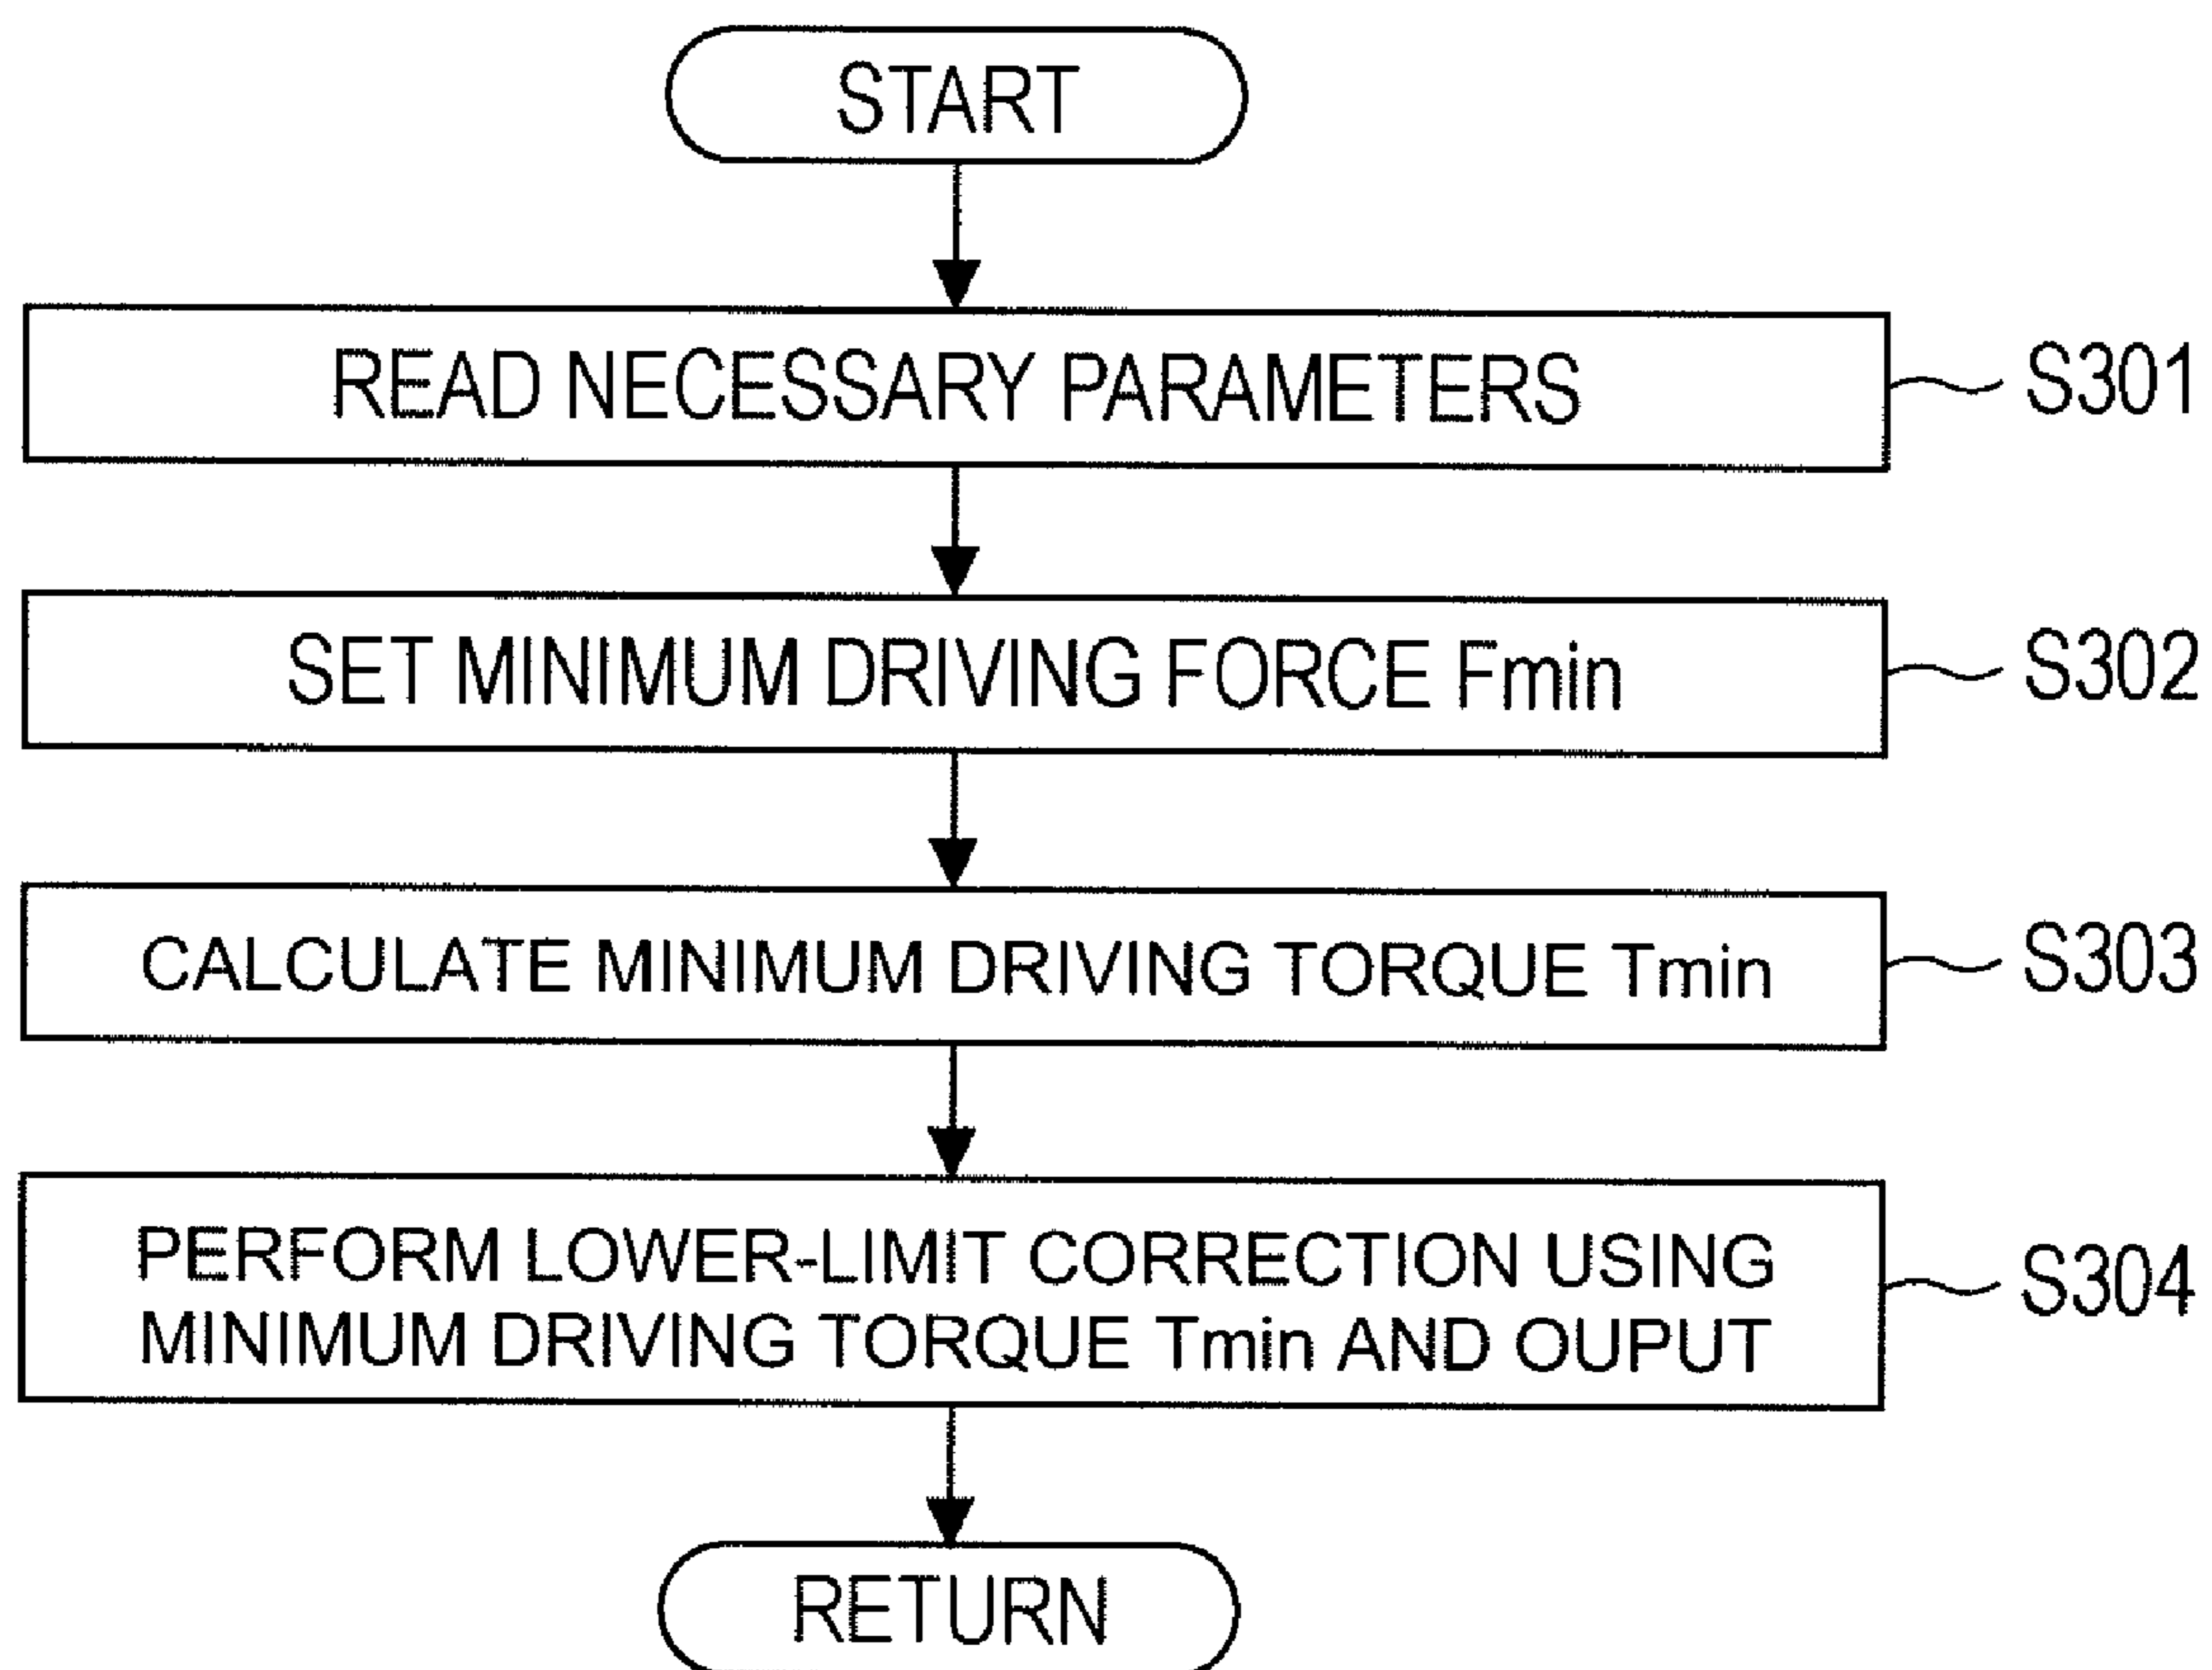 START
READ NECESSARY PARAMETERS
S301
SET MINIMUM DRIVING FORCE Fmin
S302
CALCULATE MINIMUM DRIVING TORQUE Tmin
S303
PERFORM LOWER-LIMIT CORRECTION USING
MINIMUM DRIVING TORQUE Tmin AND OUPUT
S304
RETURN